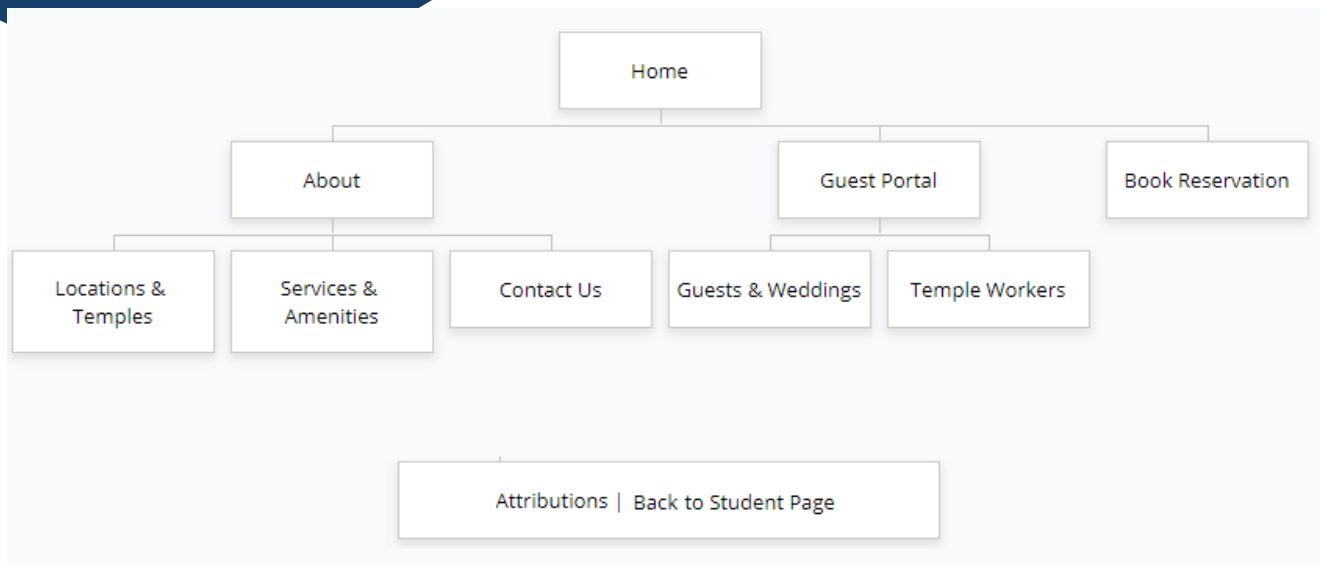 Home
About
Guest Portal
Book Reservation
Locations &
Temples
Services &
Amenities
Contact Us
Guests & Weddings
Temple Workers
Attributions | Back to Student Page